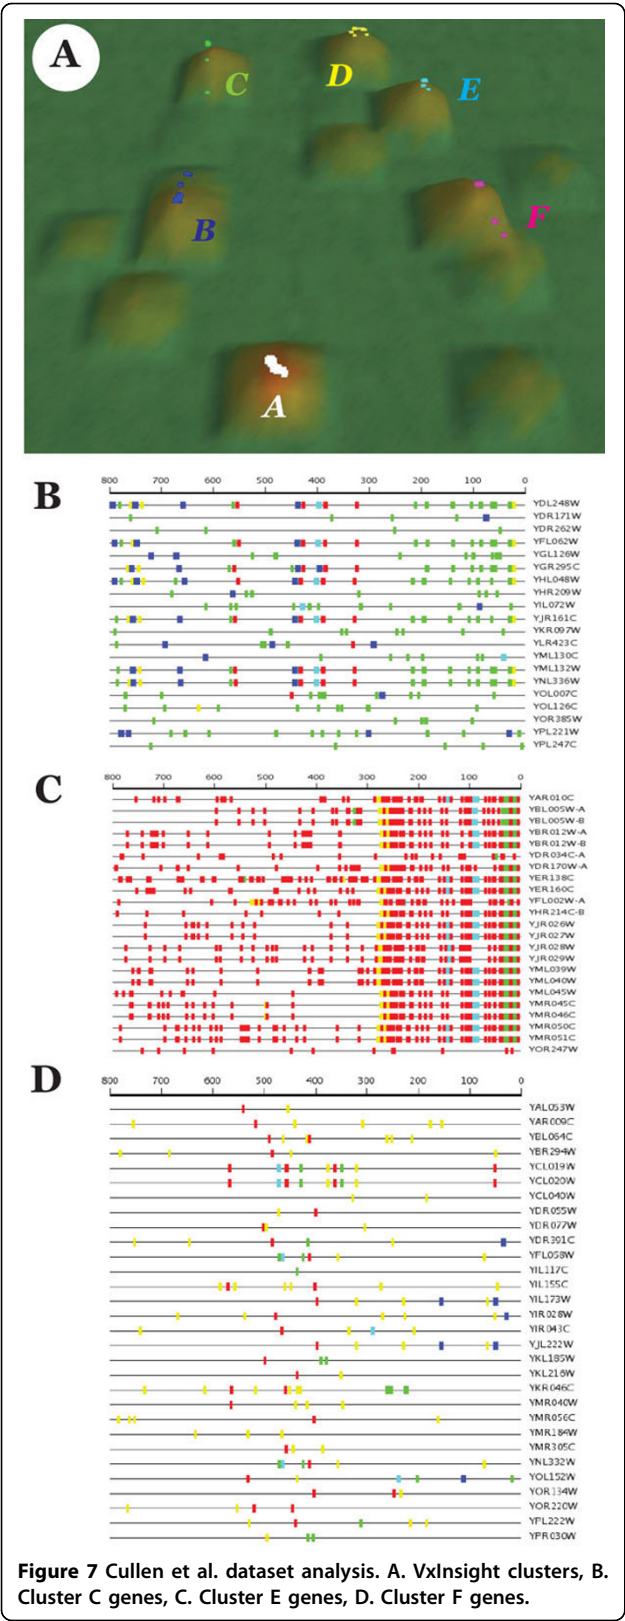 A
C
D
E
B
F
A
B
800 700 600 500 400 300 200 100 0
YDL248W
YDR171W
YDR262W
YFL062W
YGL126W
YGR295C
YHL048W
YHR209W
YIL072W
YJR161C
YKR097W
YLR423C
YML130C
YML132W
YNL336W
YOL007C
YOL126C
YOR385W
YPL221W
YPL247C
C
800 700 600 500 400 300 200 100 0
YAR010C
YBL005W-A
YBL005W-B
YBR012W-A
YBR012W-B
YDR034C-A
YDR170W-A
YER138C
YER160C
YFL002W-A
YHR214C-B
YJR026W
YJR027W
YJR028W
YJR029W
YML039W
YML040W
YML045W
YMR045C
YMR046C
YMR050C
YMR051C
YOR247W
D
800 700 600 500 400 300 200 100 0
YAL053W
YAR009C
YBL064C
YBR294W
YCL019W
YCL020W
YCL040W
YDR055W
YDR077W
YDR391C
YFL058W
YIL117C
YIL155C
YIL173W
YIR028W
YIR043C
YJL222W
YKL185W
YKL216W
YKR046C
YMR040W
YMR056C
YMR184W
YMR305C
YNL332W
YOL152W
YOR134W
YOR220W
YPL222W
YPR030W
Figure 7 Cullen et al. dataset analysis. A. VxInsight clusters, B.
Cluster C genes, C. Cluster E genes, D. Cluster F genes.